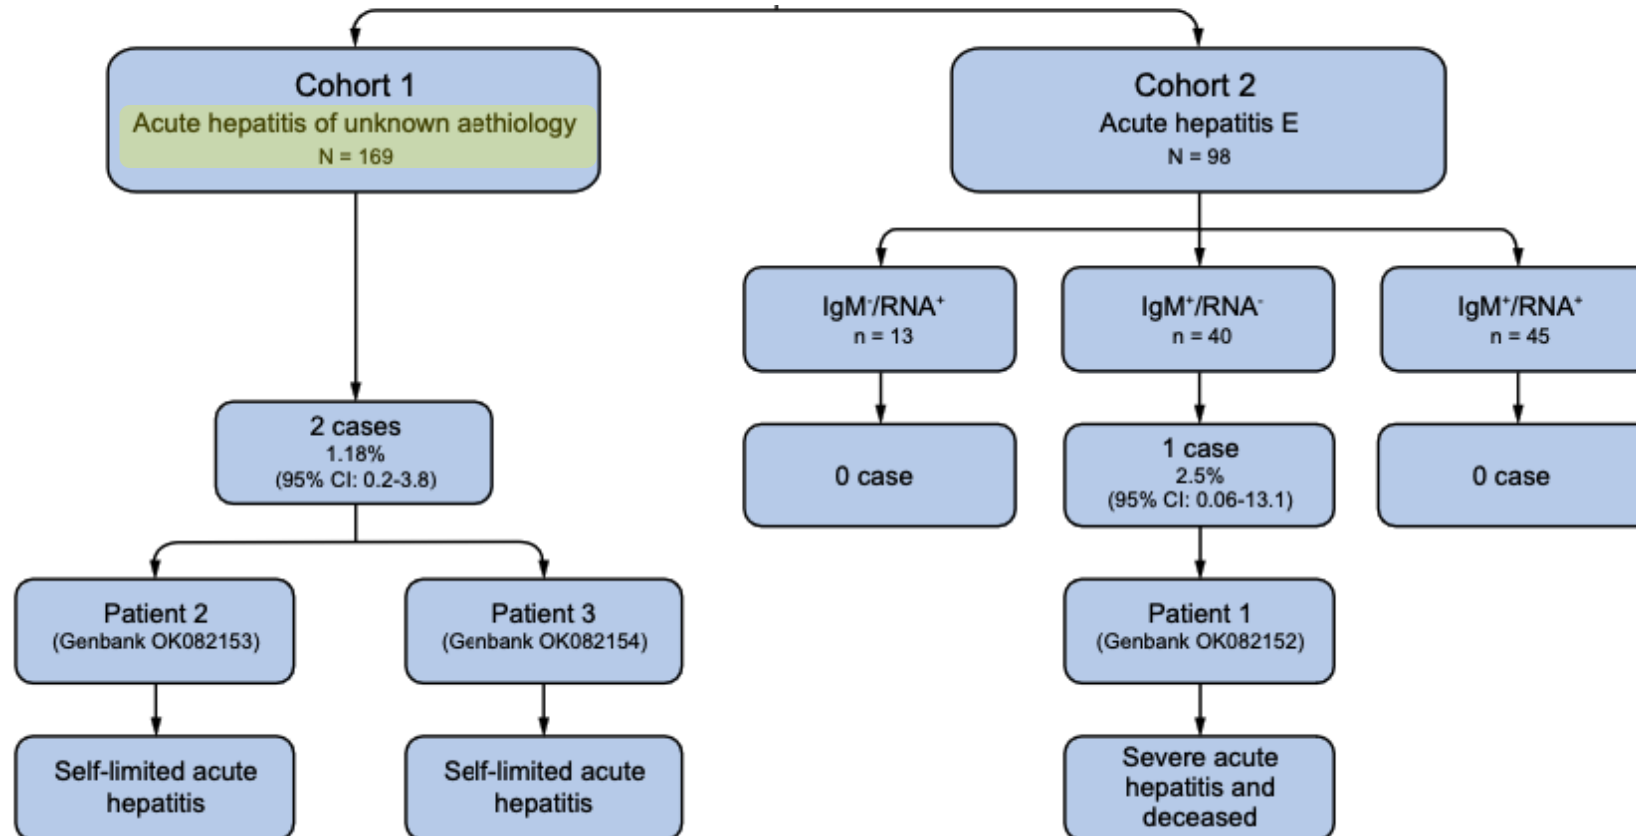 Cohort 1
Acute hepatitis of unknown aethiology
N = 169
Cohort 2
Acute hepatitis E
N = 98
IgM⁻/RNA⁺
n = 13
IgM⁺/RNA⁻
n = 40
IgM⁺/RNA⁺
n = 45
2 cases
1.18%
(95% CI: 0.2-3.8)
0 case
1 case
2.5%
(95% CI: 0.06-13.1)
0 case
Patient 2
(Genbank OK082153)
Patient 3
(Genbank OK082154)
Patient 1
(Genbank OK082152)
Self-limited acute
hepatitis
Self-limited acute
hepatitis
Severe acute
hepatitis and
deceased